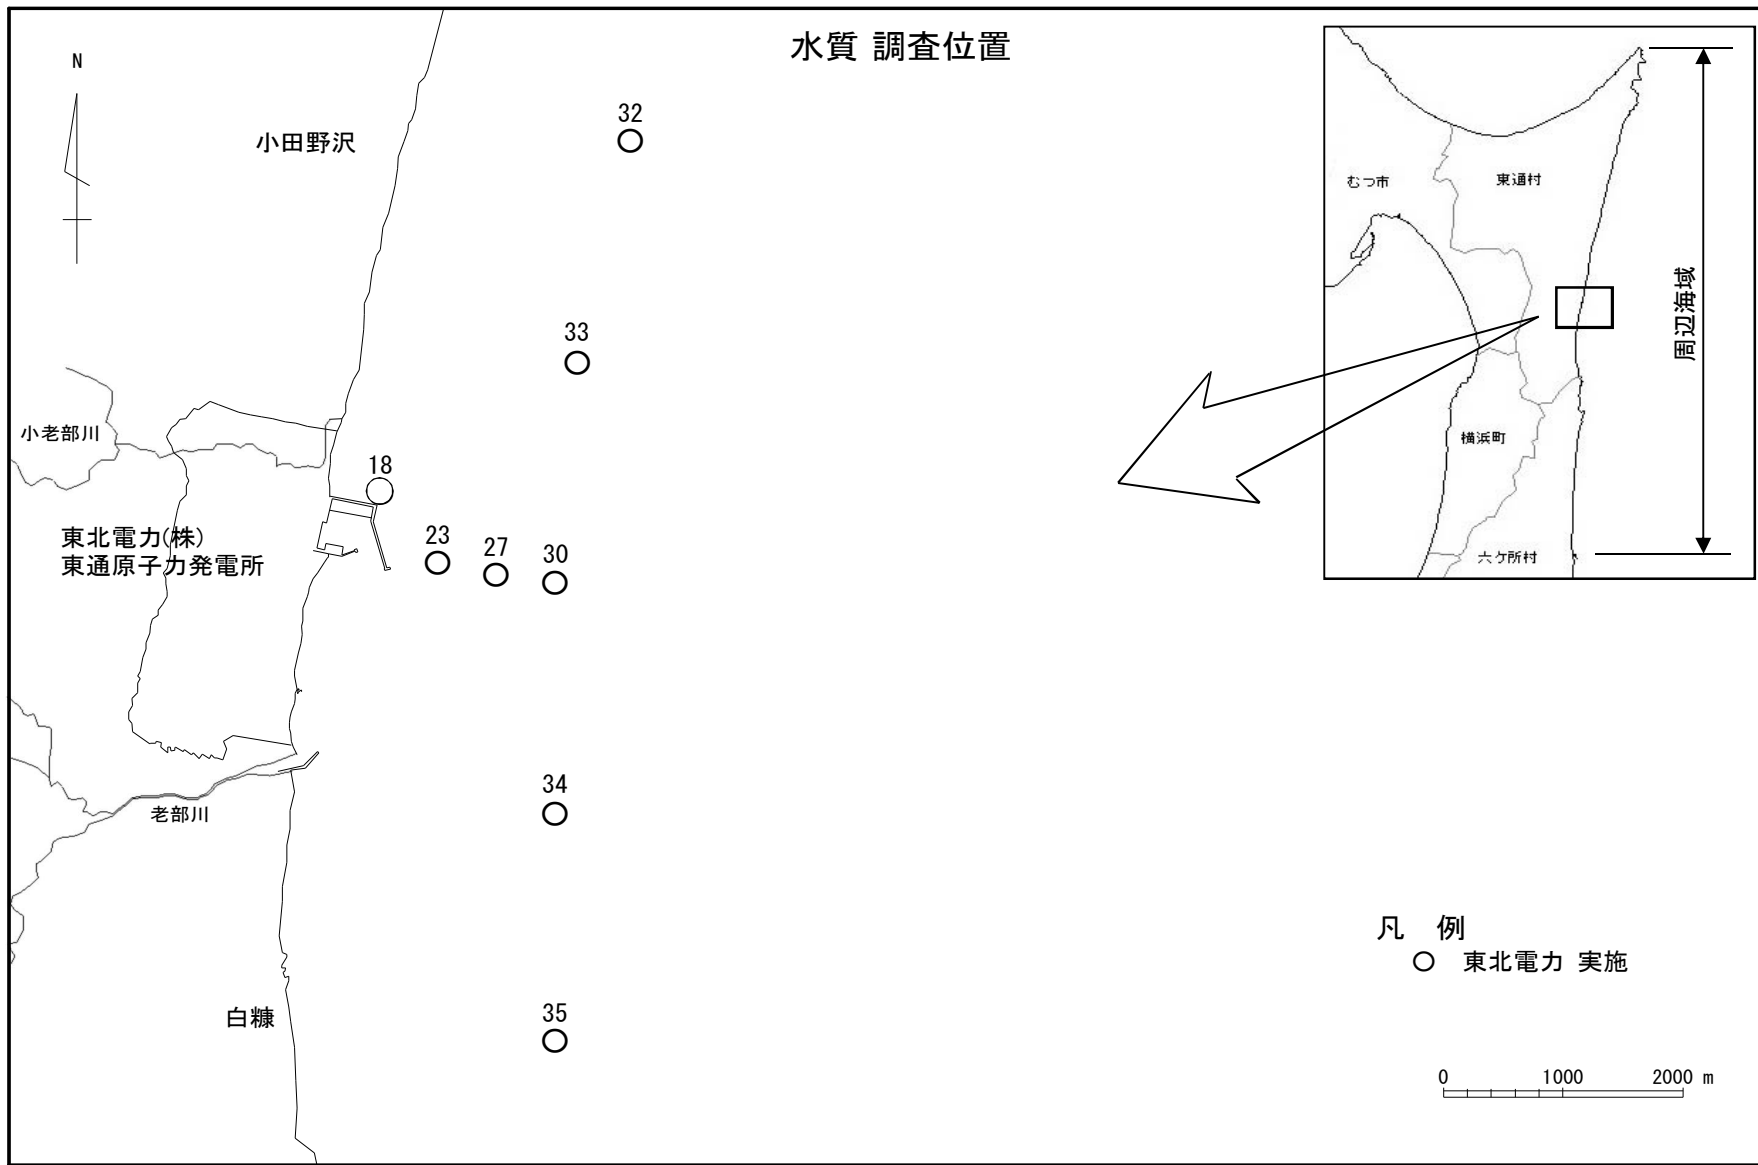 水質 調査位置
N
小田野沢
32
33
小老部川
18
東北電力(株)
東通原子力発電所
23
27
30
34
老部川
35
白糠
むつ市
東通村
横浜町
六ケ所村
周辺海域
凡 例
○ 東北電力 実施
0 1000 2000 m